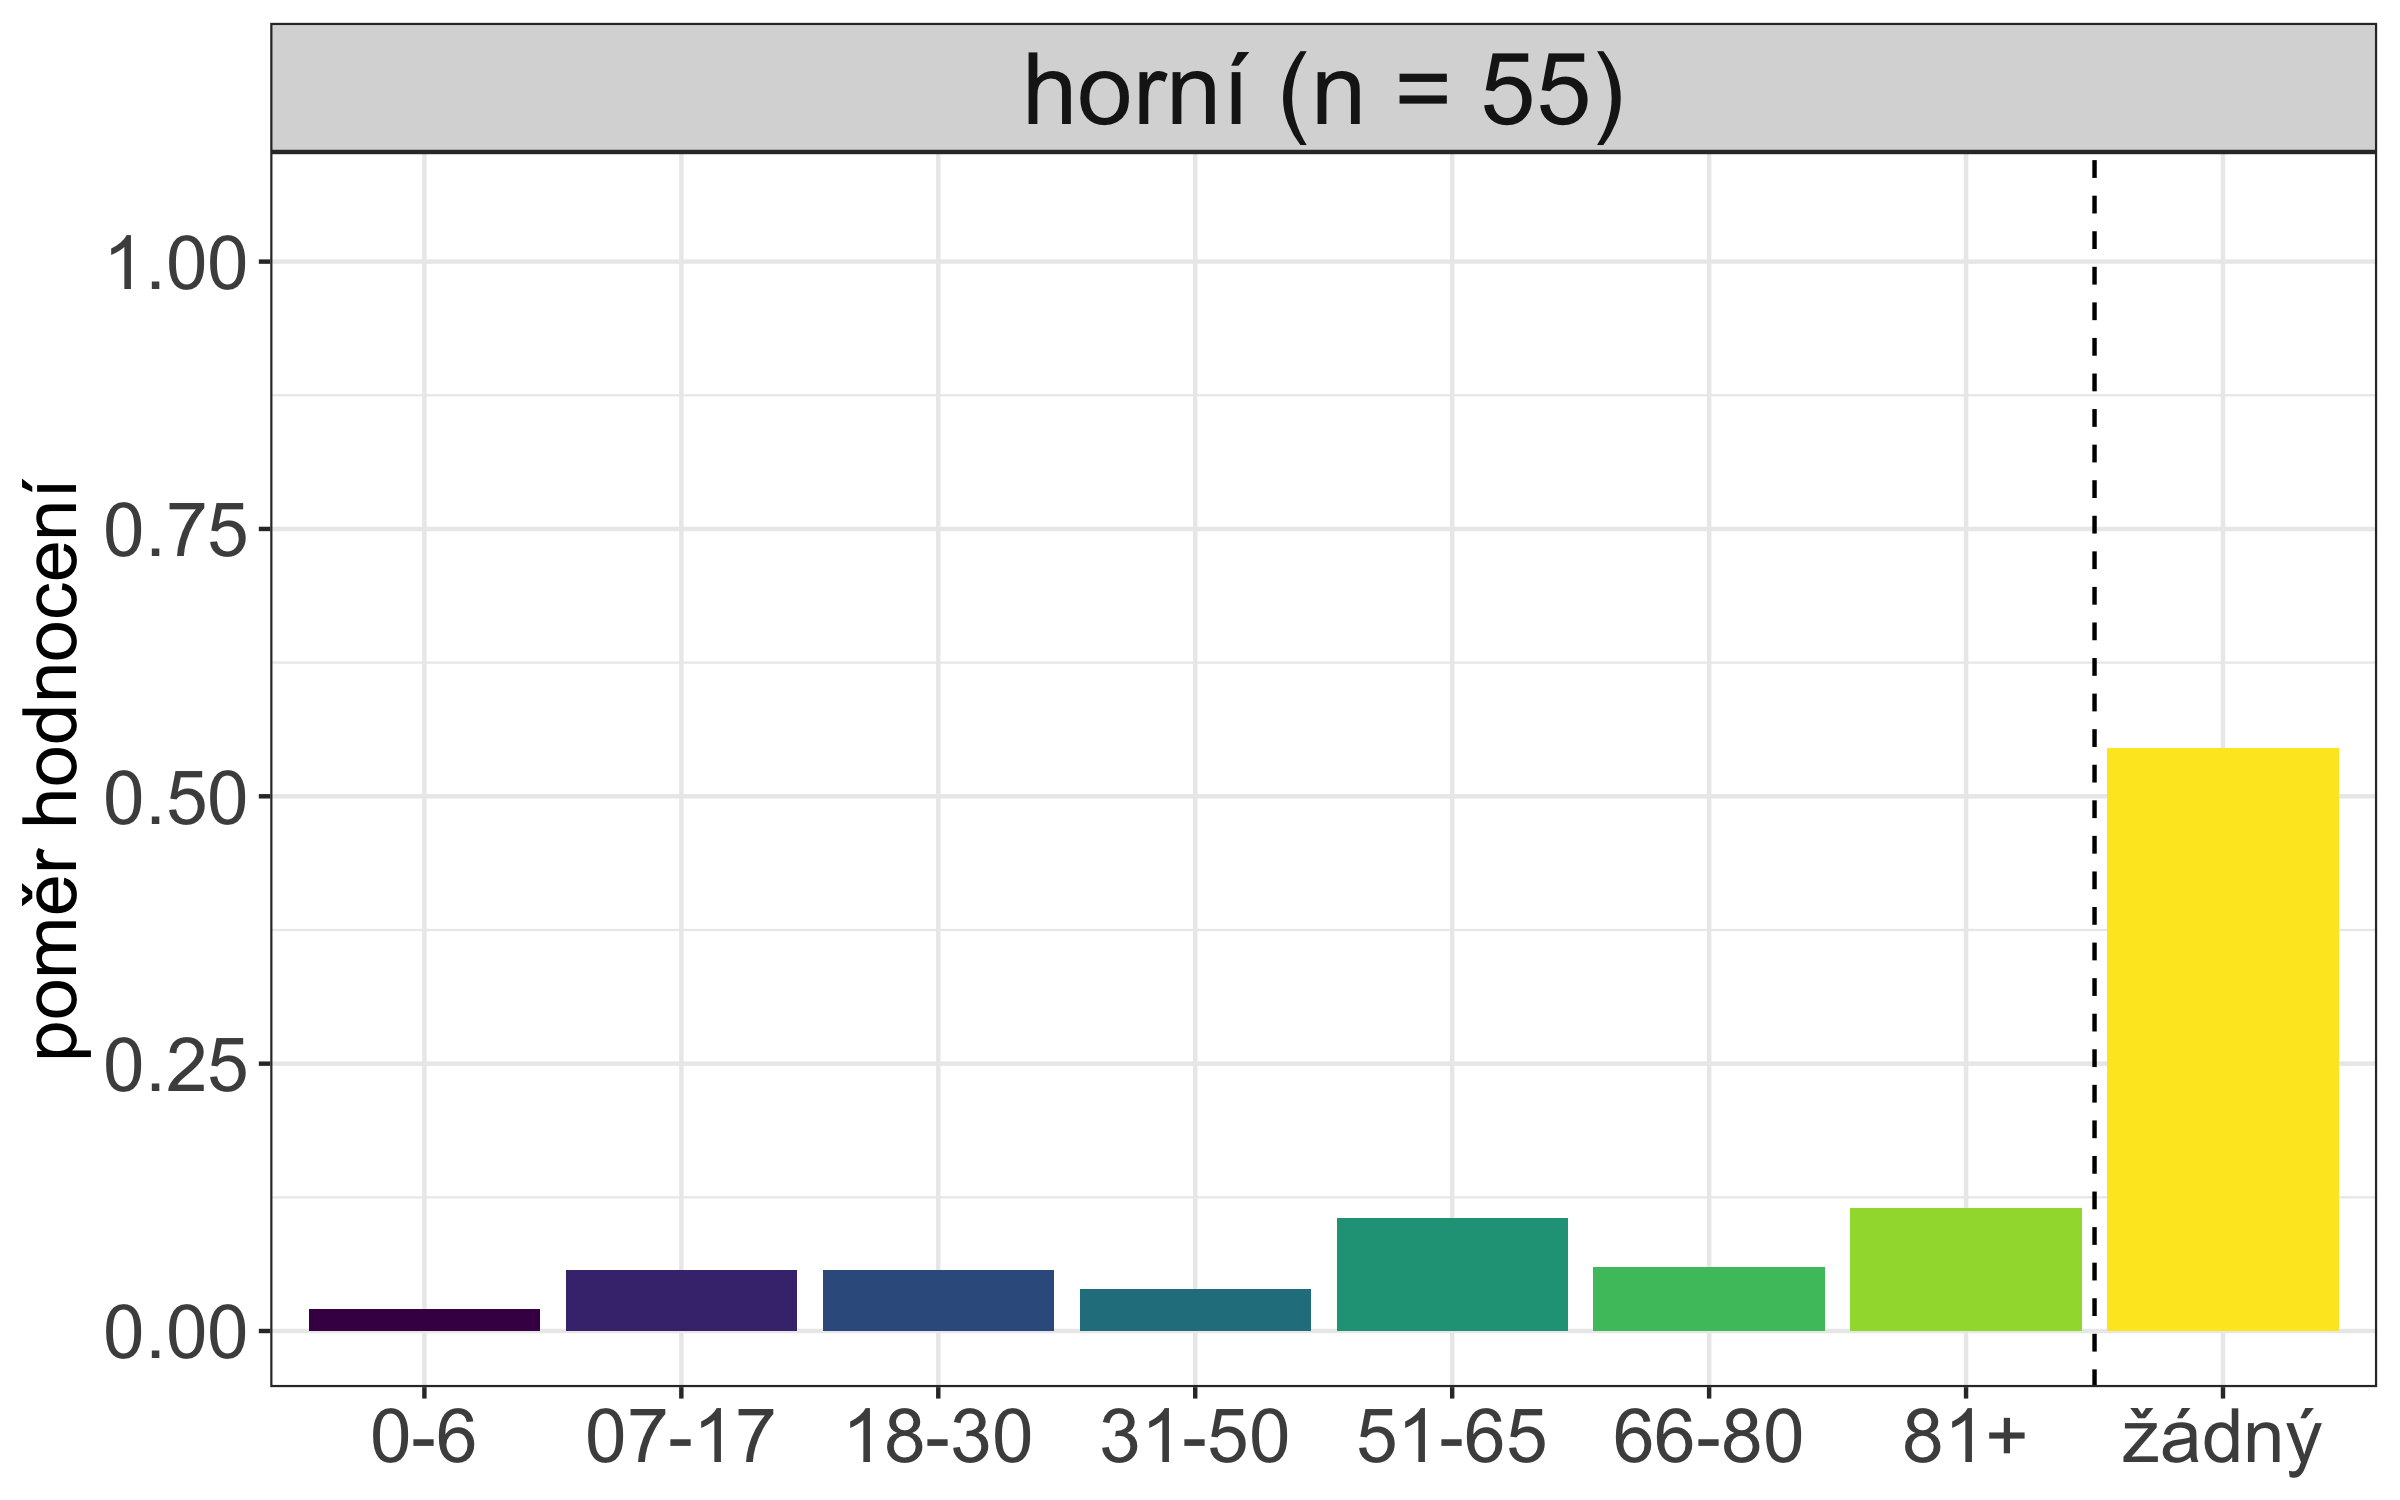 horní (n = 55)
poměr hodnocení
1.00
0.75
0.50
0.25
0.00
0-6 07-17 18-30 31-50 51-65 66-80 81+ žádný